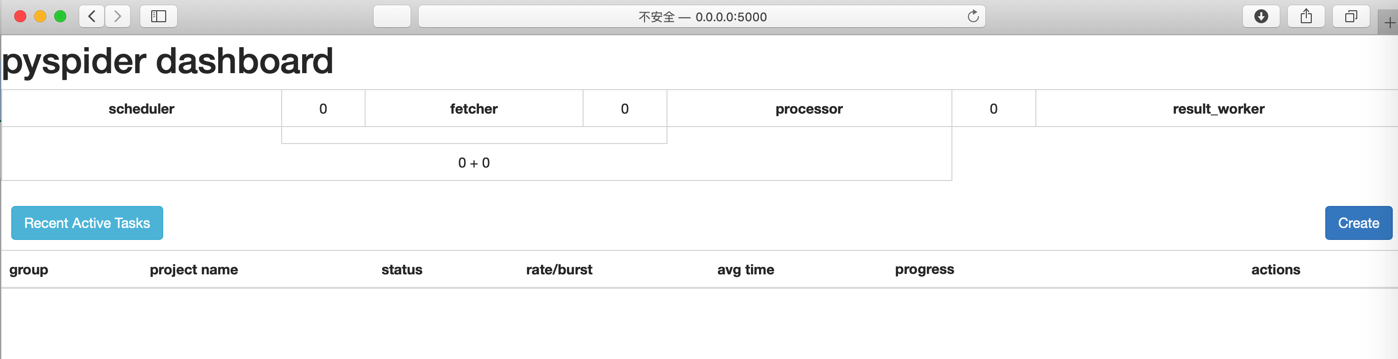 不安全 — 0.0.0.0:5000
pyspider dashboard
scheduler 0 fetcher 0 processor 0 result_worker
0 + 0
Recent Active Tasks Create
group project name status rate/burst avg time progress actions